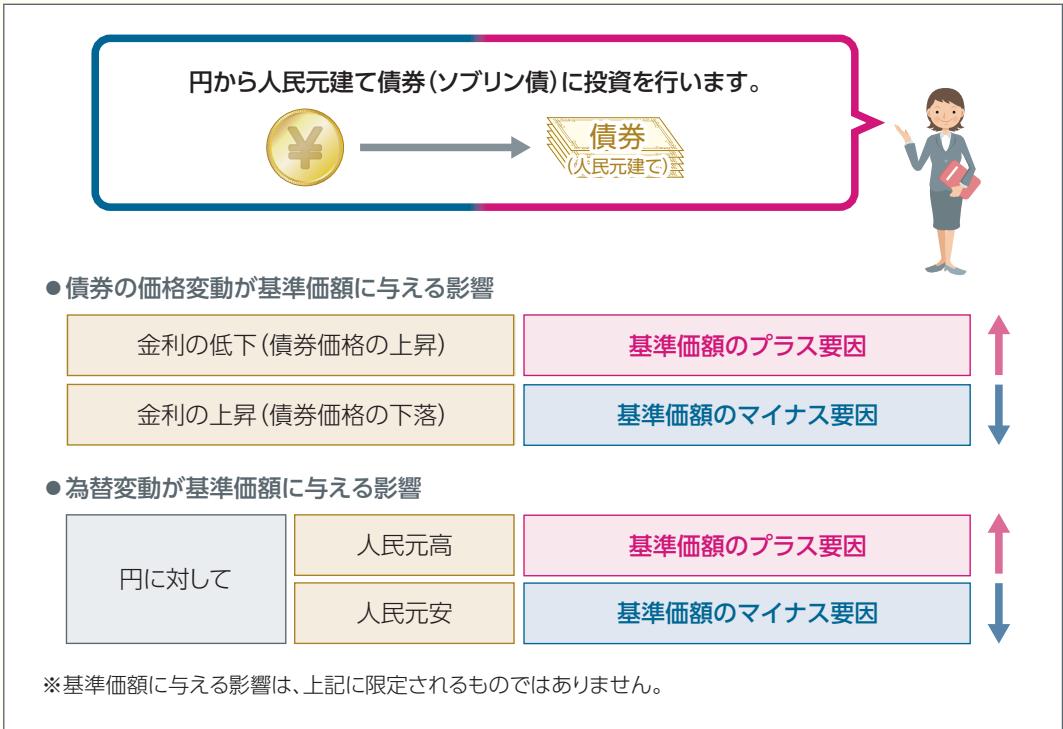 円から人民元建て債券(ソブリン債)に投資を行います。
¥
債券
(人民元建て)
●債券の価格変動が基準価額に与える影響
金利の低下(債券価格の上昇)
基準価額のプラス要因
金利の上昇(債券価格の下落)
基準価額のマイナス要因
●為替変動が基準価額に与える影響
円に対して
人民元高
基準価額のプラス要因
人民元安
基準価額のマイナス要因
※基準価額に与える影響は、上記に限定されるものではありません。